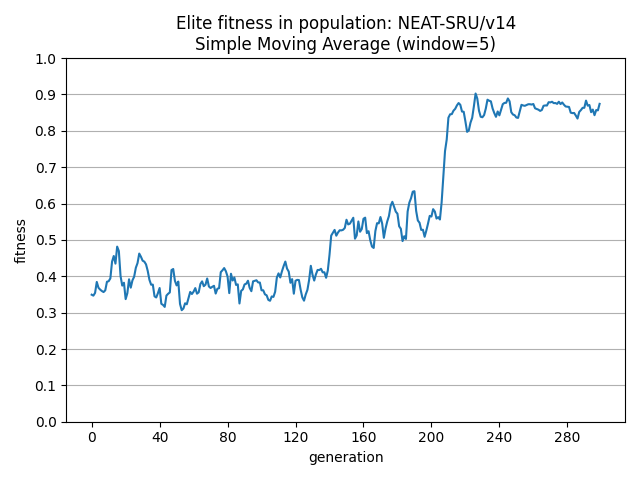 Elite fitness in population: NEAT-SRU/v14
Simple Moving Average (window=5)
1.0
0.9
0.8
0.7
0.6
0.5
0.4
0.3
0.2
0.1
0.0
fitness
0 40 80 120 160 200 240 280
generation